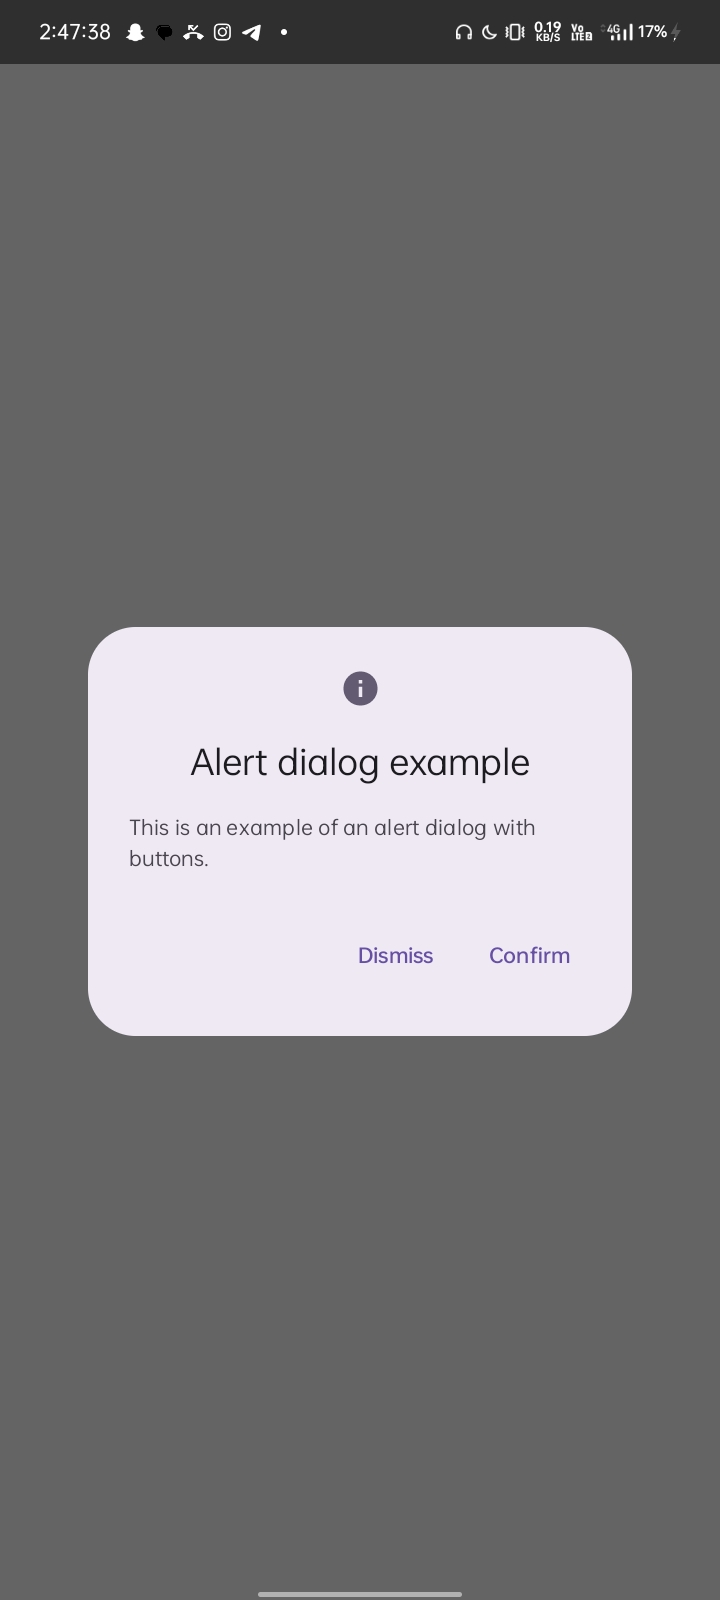 2:47:38 0.19 KB/S Vo LTE 2 4G 17%
Alert dialog example
This is an example of an alert dialog with
buttons.
Dismiss Confirm